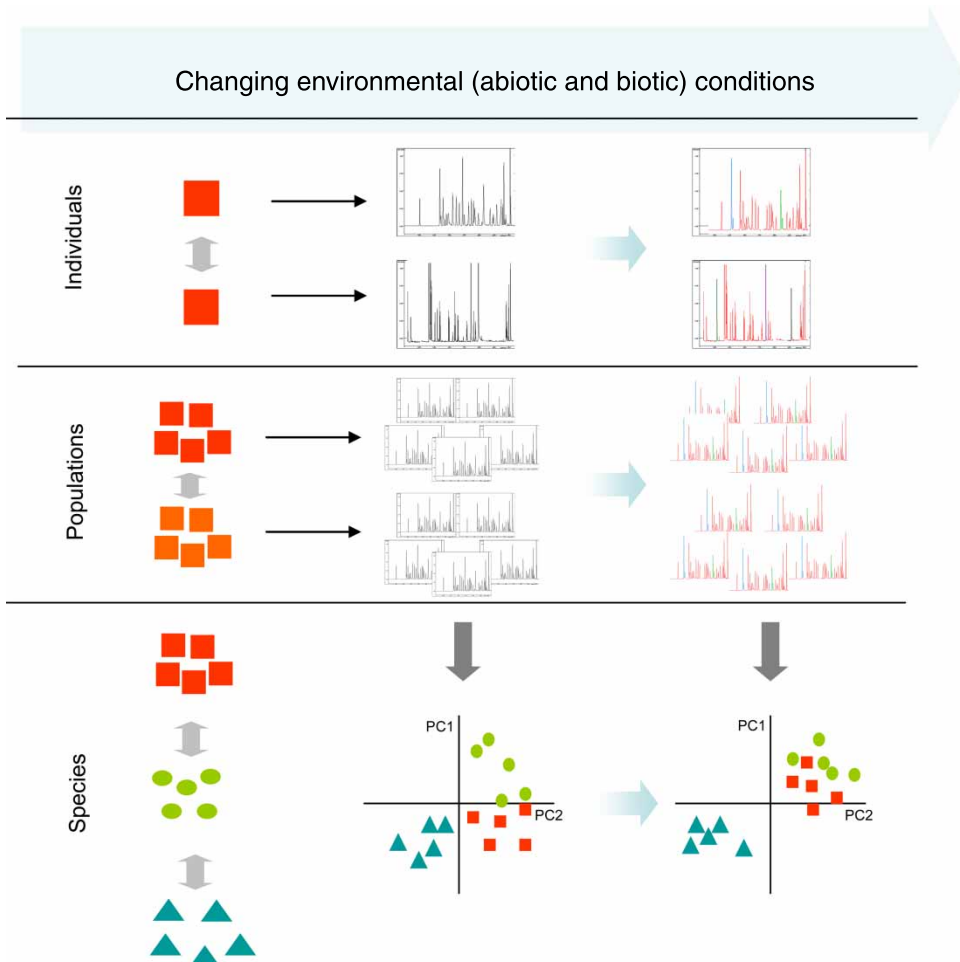 Changing environmental (abiotic and biotic) conditions
Individuals
Populations
Species
PC1
PC2
PC1
PC2